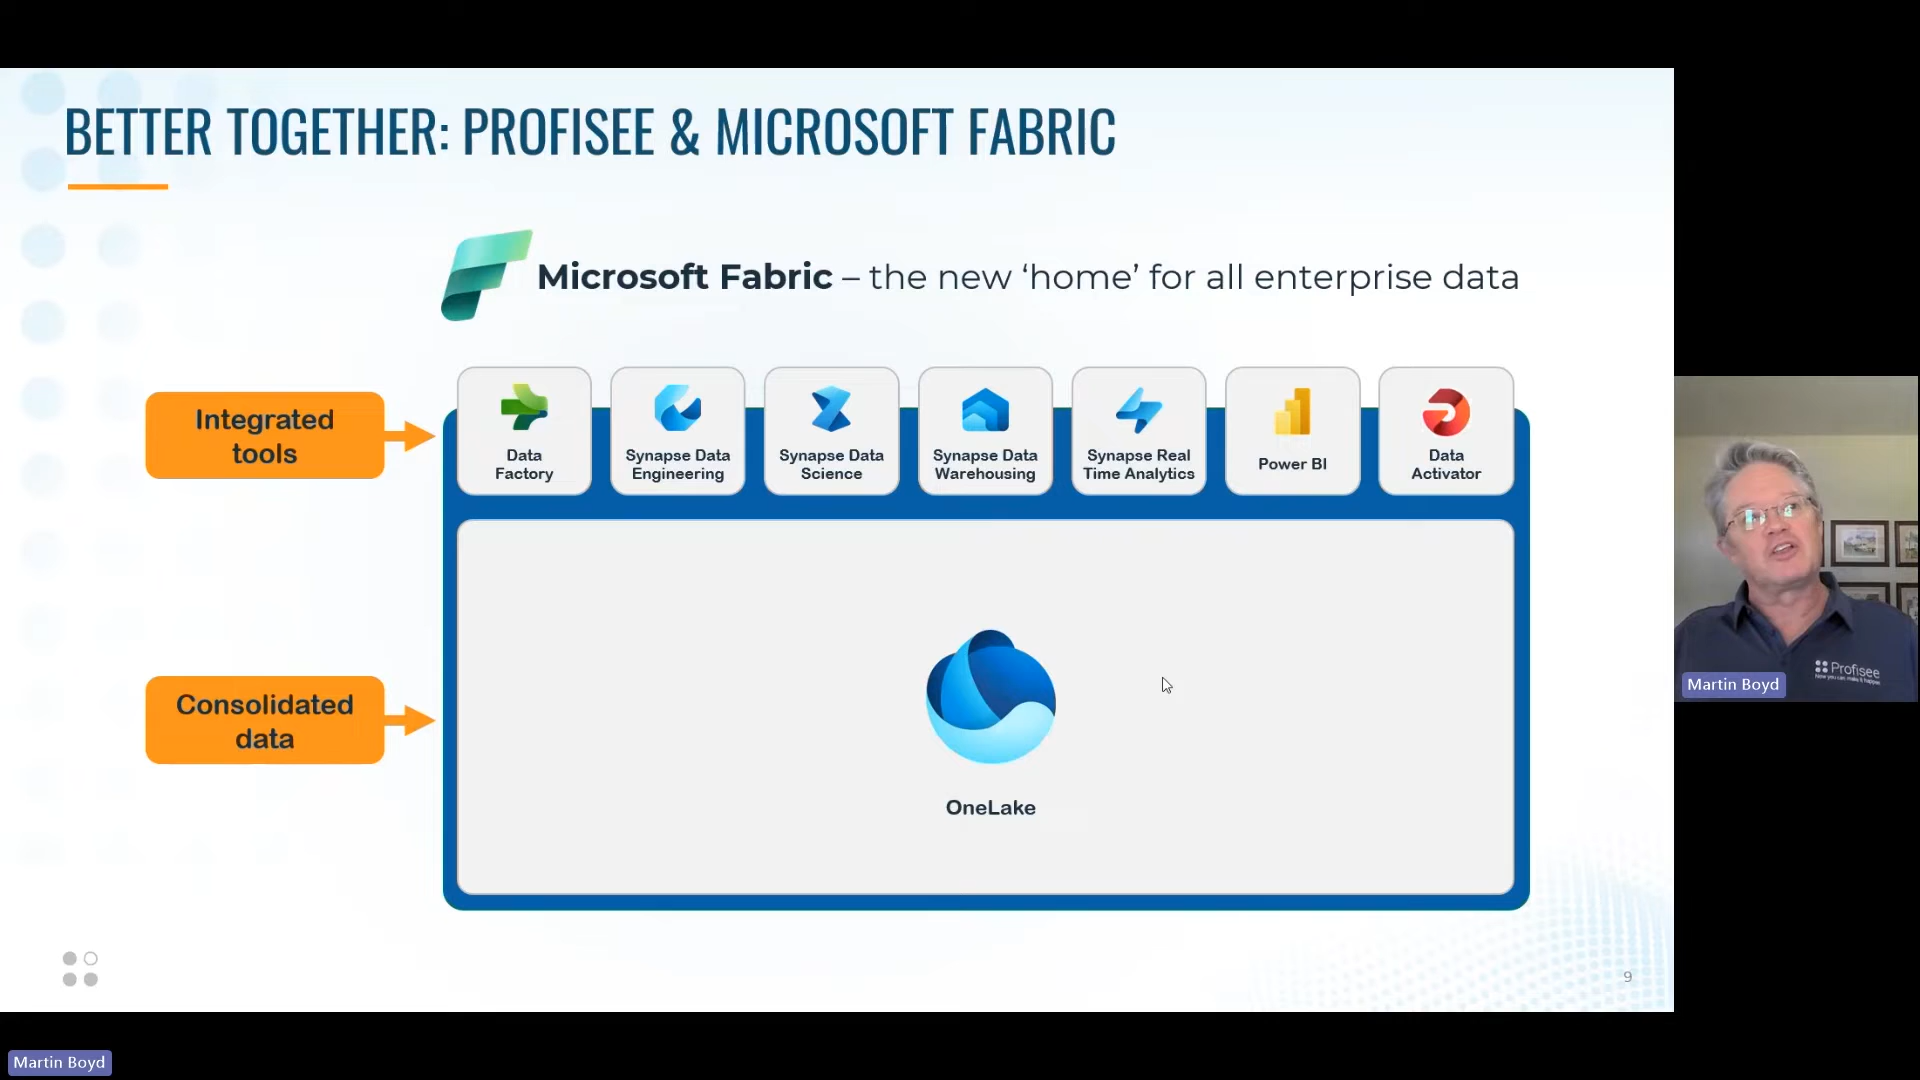 BETTER TOGETHER: PROFISEE & MICROSOFT FABRIC
Microsoft Fabric – the new ‘home’ for all enterprise data
Integrated
tools
Data
Factory
Synapse Data
Engineering
Synapse Data
Science
Synapse Data
Warehousing
Synapse Real
Time Analytics
Power BI
Data
Activator
Consolidated
data
OneLake
9
Profisee
Martin Boyd
Martin Boyd